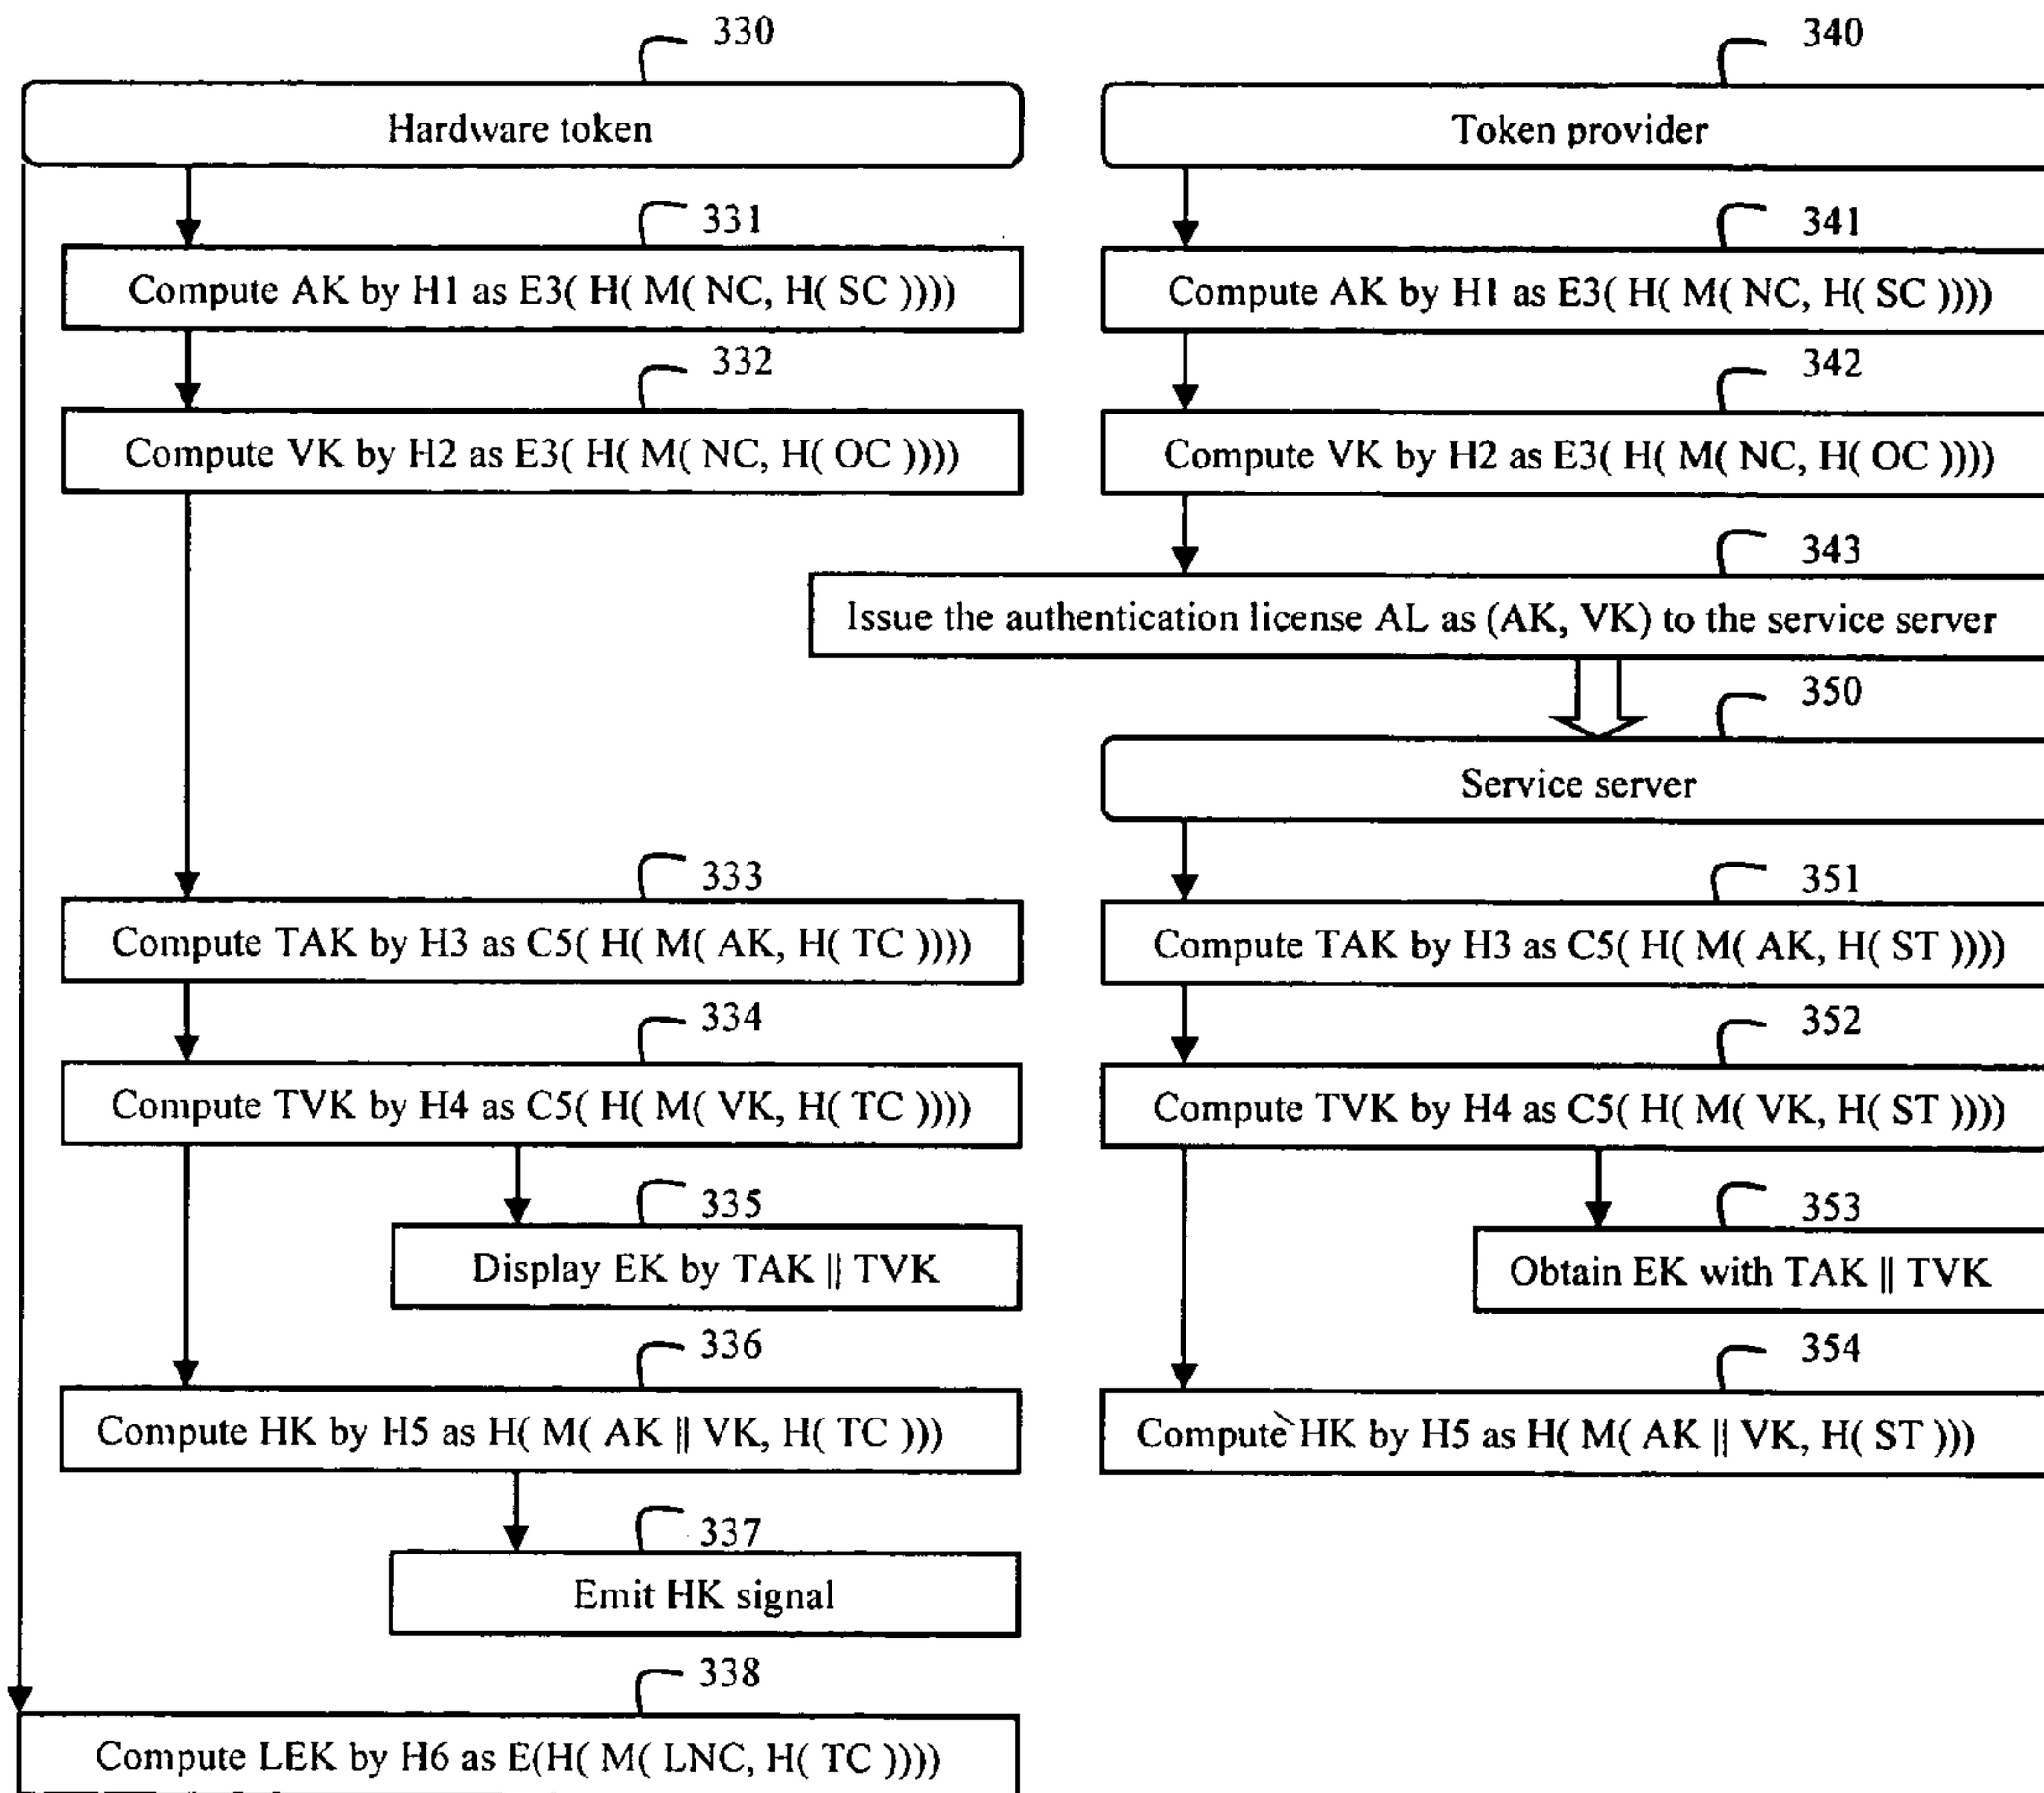 330
340
Hardware token
Token provider
331
341
Compute AK by H1 as E3( H( M( NC, H( SC ))))
Compute AK by H1 as E3( H( M( NC, H( SC ))))
332
342
Compute VK by H2 as E3( H( M( NC, H( OC ))))
Compute VK by H2 as E3( H( M( NC, H( OC ))))
343
Issue the authentication license AL as (AK, VK) to the service server
350
Service server
333
351
Compute TAK by H3 as C5( H( M( AK, H( TC ))))
Compute TAK by H3 as C5( H( M( AK, H( ST ))))
334
352
Compute TVK by H4 as C5( H( M( VK, H( TC ))))
Compute TVK by H4 as C5( H( M( VK, H( ST ))))
335
353
Display EK by TAK || TVK
Obtain EK with TAK || TVK
336
354
Compute HK by H5 as H( M( AK || VK, H( TC )))
Compute HK by H5 as H( M( AK || VK, H( ST )))
337
Emit HK signal
338
Compute LEK by H6 as E(H( M( LNC, H( TC ))))